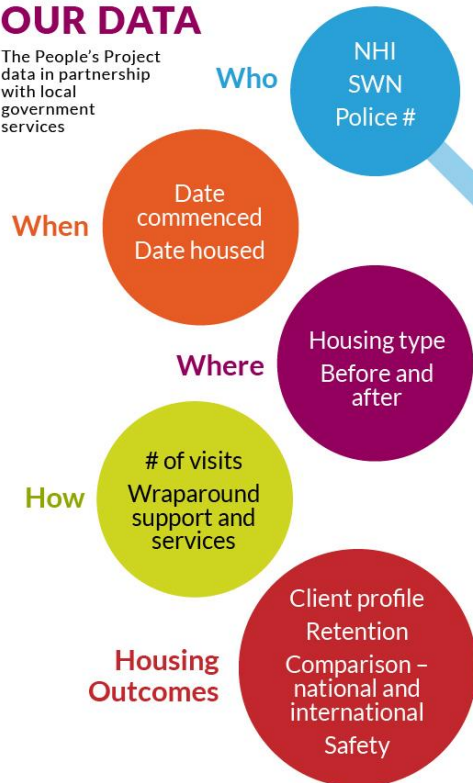 OUR DATA
The People's Project
data in partnership
with local
government
services
Who
NHI
SWN
Police #
When
Date
commenced
Date housed
Where
Housing type
Before and
after
How
# of visits
Wraparound
support and
services
Housing
Outcomes
Client profile
Retention
Comparison –
national and
international
Safety